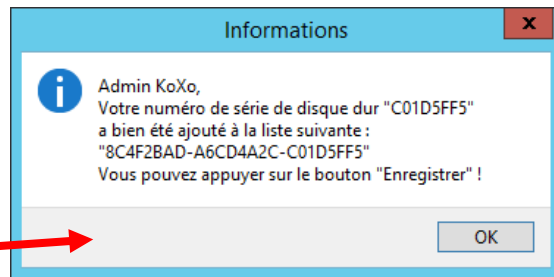 Informations
x
Admin KoXo,
Votre numéro de série de disque dur "C01D5FF5"
a bien été ajouté à la liste suivante :
"8C4F2BAD-A6CD4A2C-C01D5FF5"
Vous pouvez appuyer sur le bouton "Enregistrer" !
OK